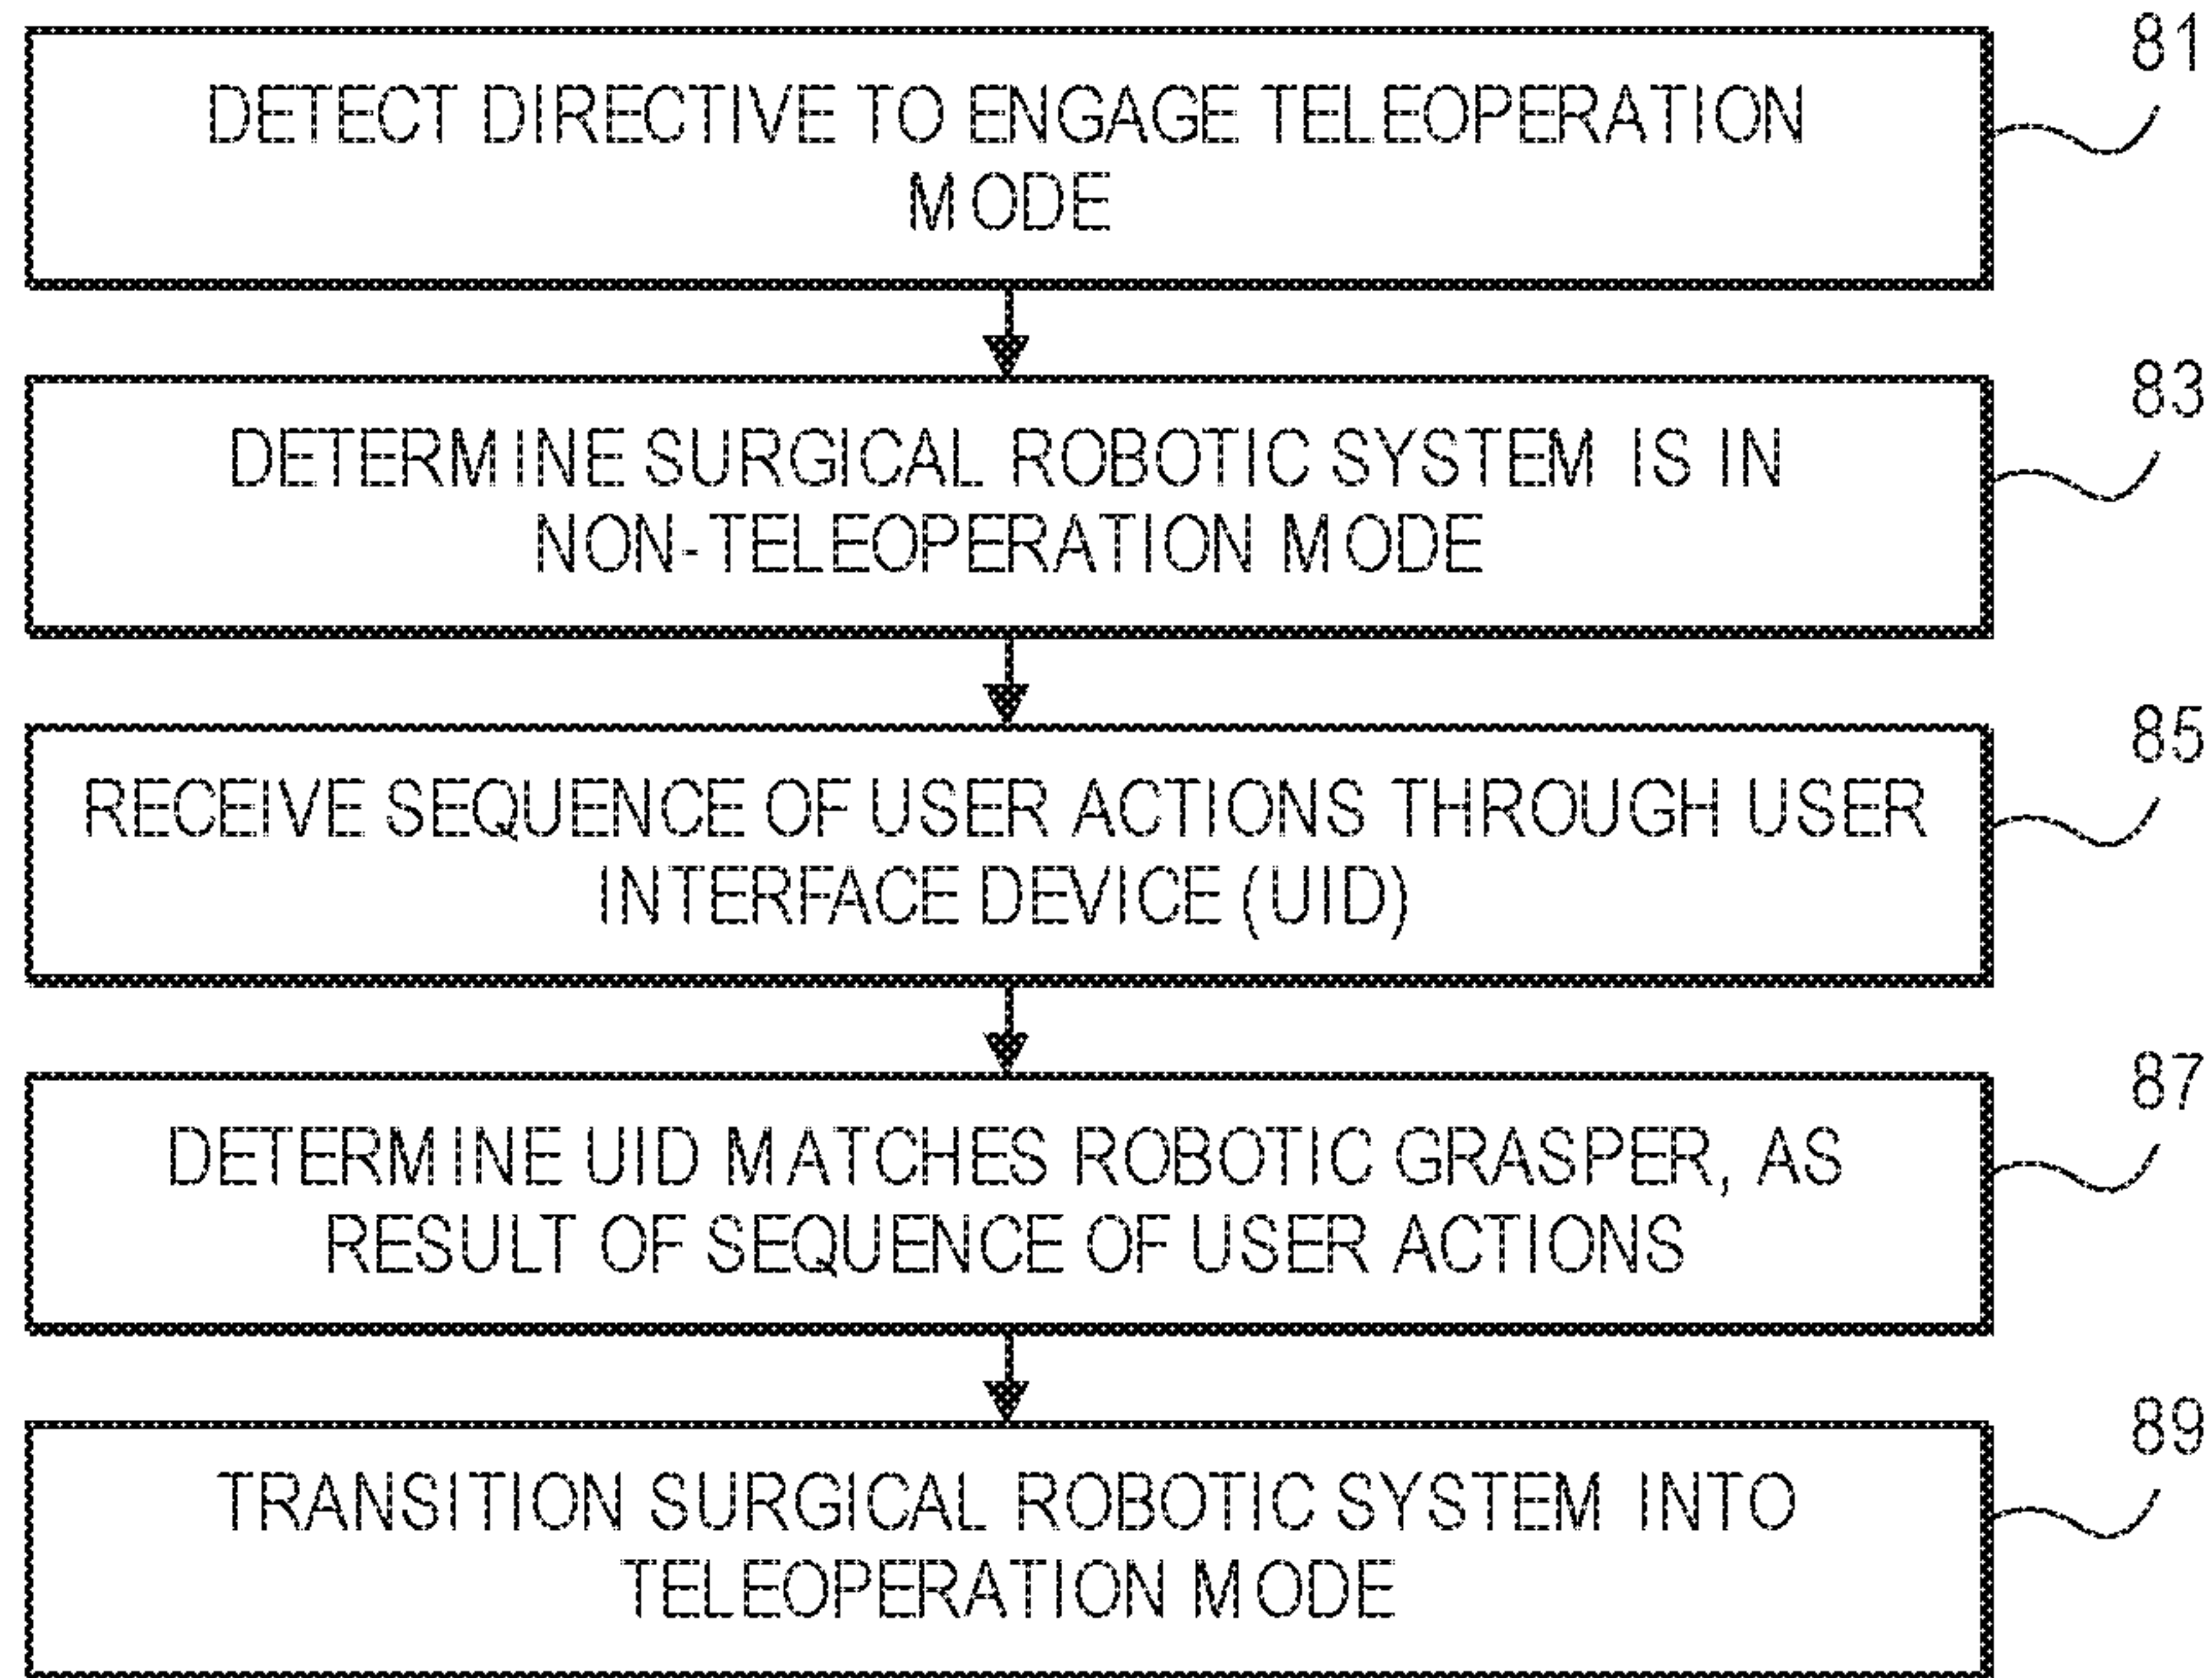 81
DETECT DIRECTIVE TO ENGAGE TELEOPERATION
MODE
83
DETERMINE SURGICAL ROBOTIC SYSTEM IS IN
NON-TELEOPERATION MODE
85
RECEIVE SEQUENCE OF USER ACTIONS THROUGH USER
INTERFACE DEVICE (UID)
87
DETERMINE UID MATCHES ROBOTIC GRASPER, AS
RESULT OF SEQUENCE OF USER ACTIONS
89
TRANSITION SURGICAL ROBOTIC SYSTEM INTO
TELEOPERATION MODE